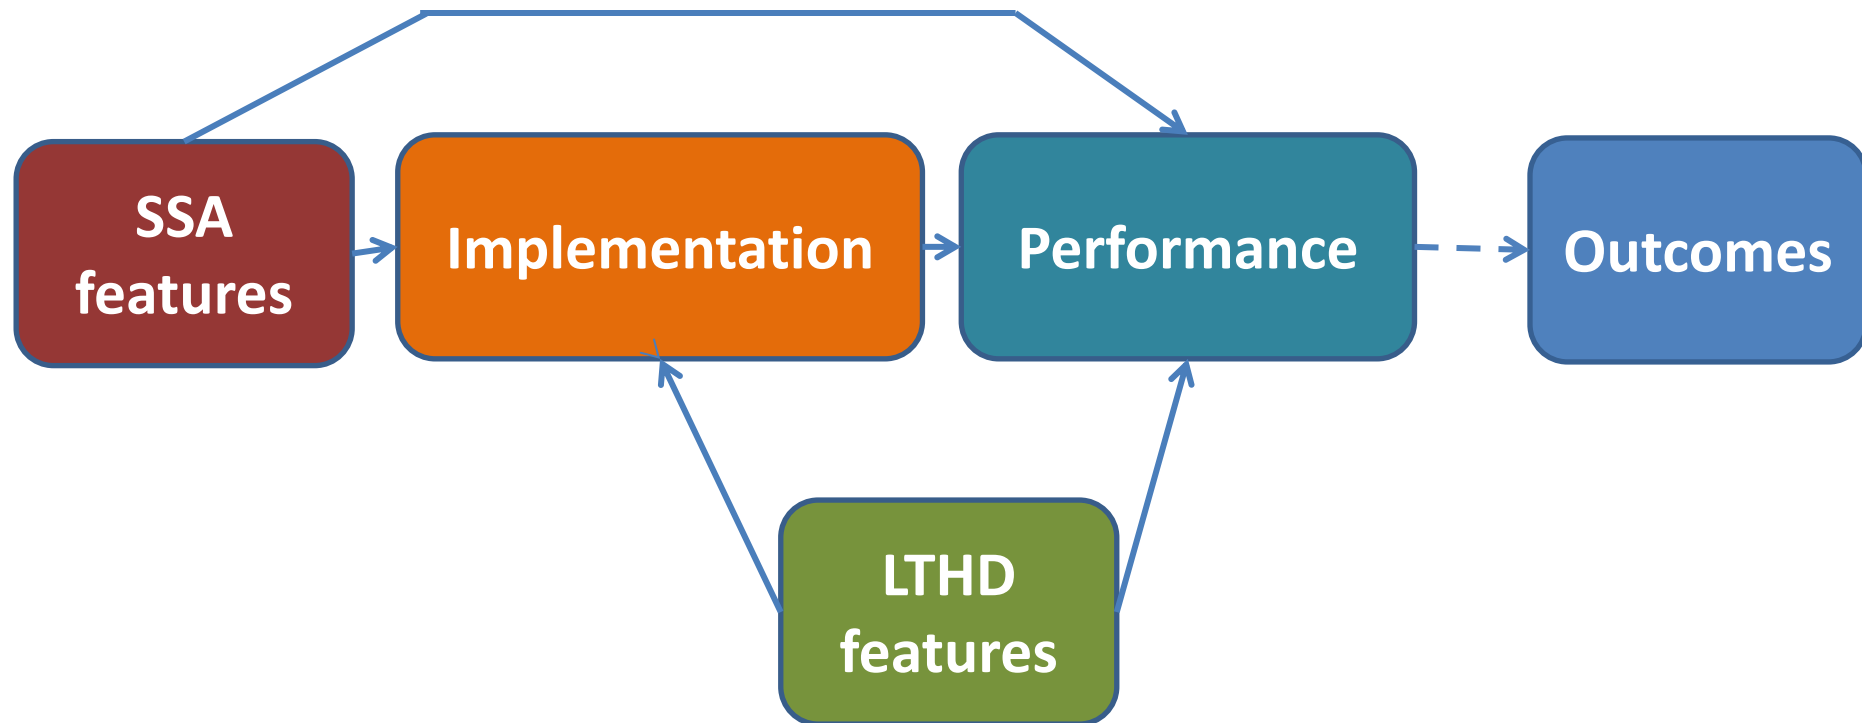 SSA
features
Implementation
Performance
Outcomes
LTHD
features